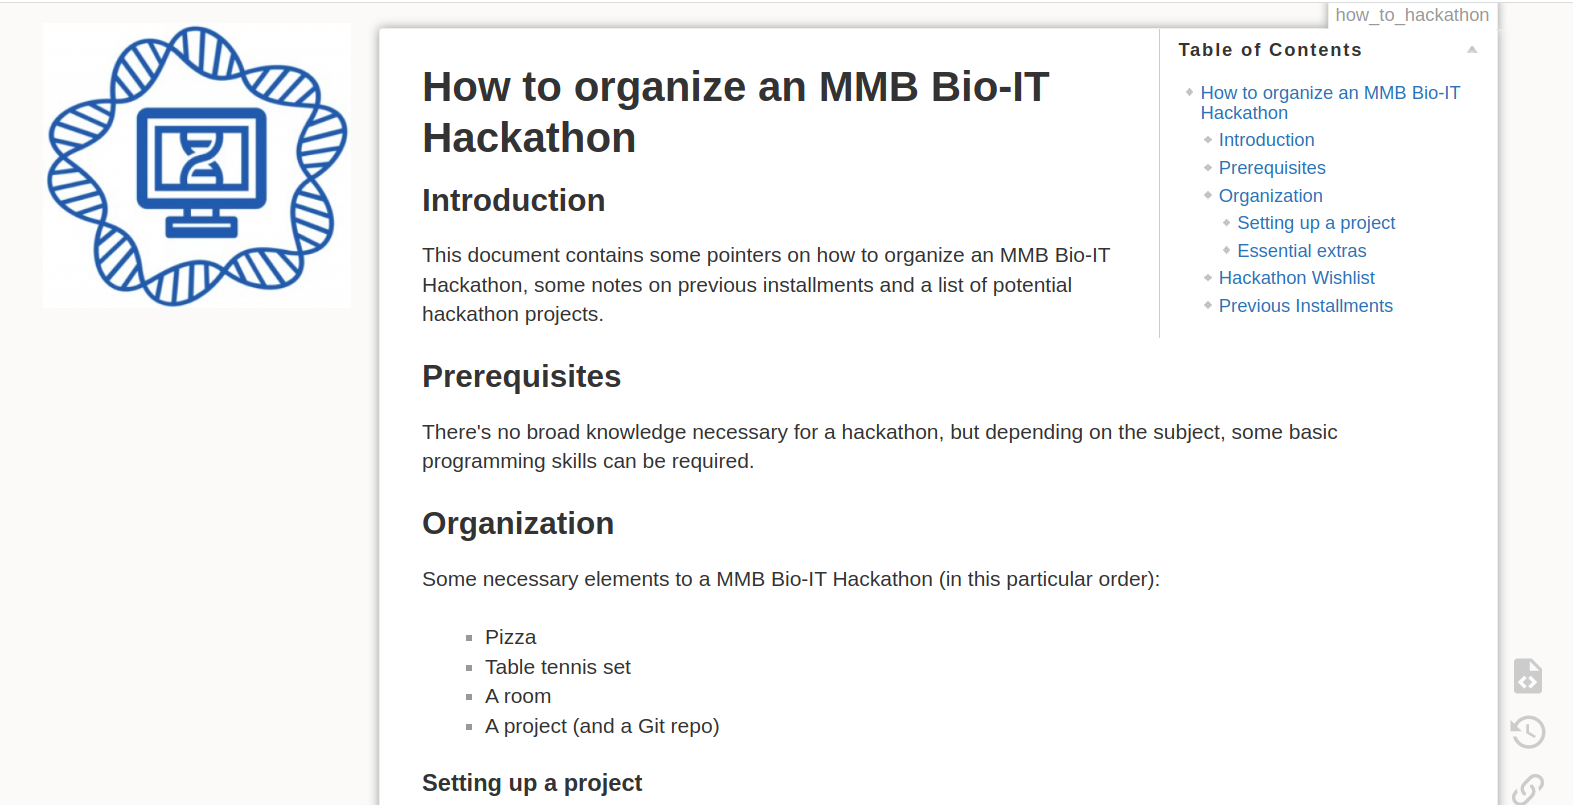 how_to_hackathon
Table of Contents
How to organize an MMB Bio-IT
Hackathon
Introduction
Prerequisites
Organization
Setting up a project
Essential extras
Hackathon Wishlist
Previous Installments
How to organize an MMB Bio-IT
Hackathon
Introduction
This document contains some pointers on how to organize an MMB Bio-IT
Hackathon, some notes on previous installments and a list of potential
hackathon projects.
Prerequisites
There's no broad knowledge necessary for a hackathon, but depending on the subject, some basic
programming skills can be required.
Organization
Some necessary elements to a MMB Bio-IT Hackathon (in this particular order):
Pizza
Table tennis set
A room
A project (and a Git repo)
Setting up a project